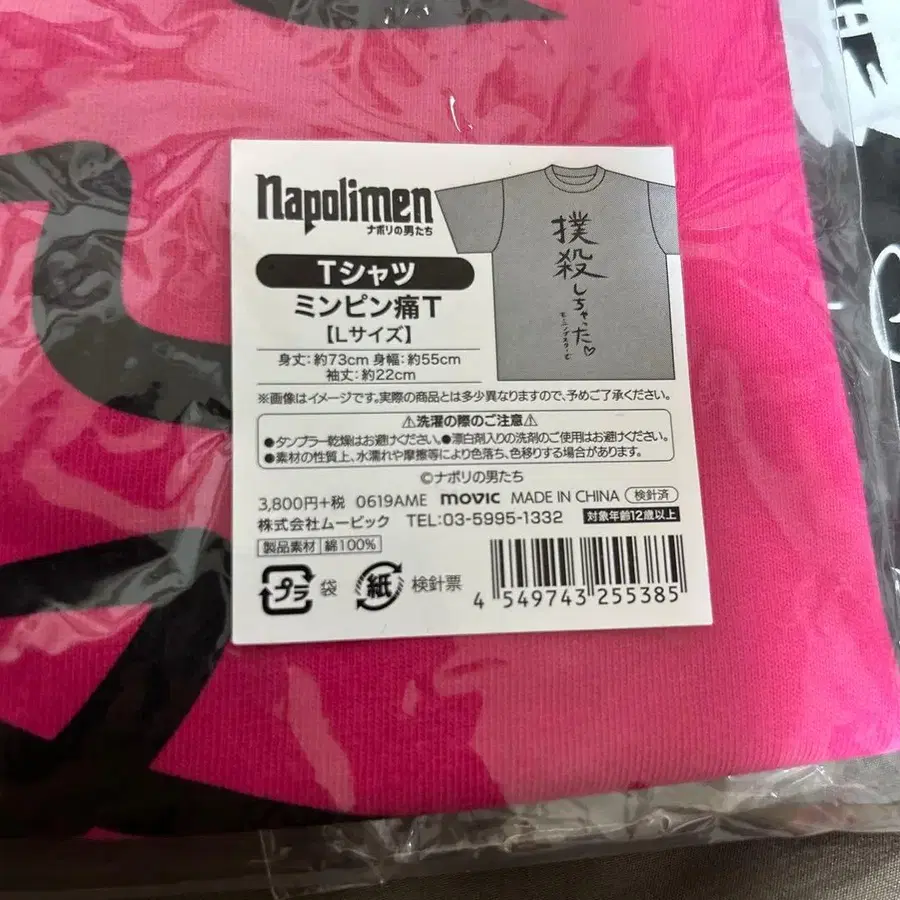 Napolimen
ナポリの男たち
Tシャツ
ミンピン痛T
【Lサイズ】
身丈：約73cm 身幅：約55cm
袖丈：約22cm
撲殺しちゃった♡
モーニングスターで
※画像はイメージです。実際の商品とは多少異なりますので、予めご了承ください。
⚠洗濯の際のご注意⚠
●タンブラー乾燥はお避けください。●漂白剤入りの洗剤のご使用はお避けください。
●素材の性質上、水濡れや摩擦等により色落ち、色移りする場合があります。
©ナポリの男たち
3,800円+税 0619AME movic MADE IN CHINA 検針済
株式会社ムービック TEL:03-5995-1332 対象年齢12歳以上
製品素材 綿100%
プラ 袋 紙 検針票
4 549743 255385